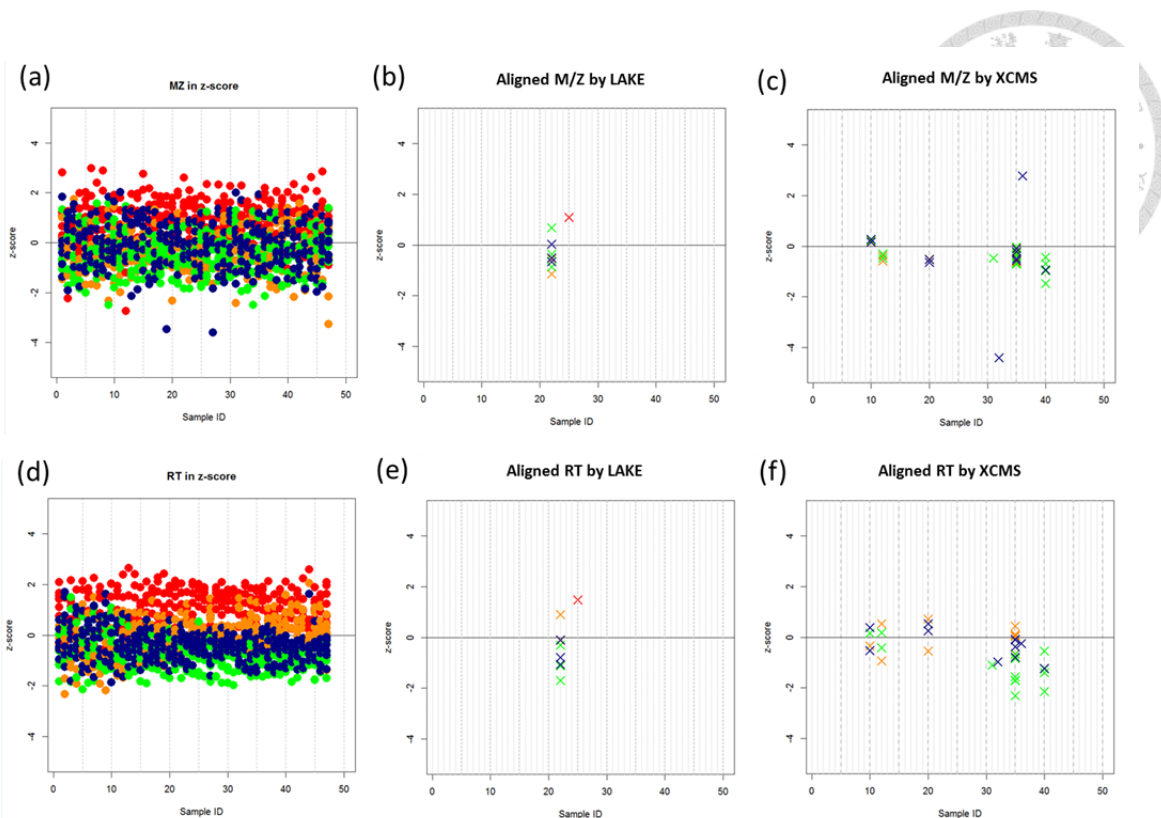 (a)
MZ in z-score
z-score
4
2
0
-2
-4
0 10 20 30 40 50
Sample ID
(b)
Aligned M/Z by LAKE
z-score
4
2
0
-2
-4
0 10 20 30 40 50
Sample ID
(c)
Aligned M/Z by XCMS
z-score
4
2
0
-2
-4
0 10 20 30 40 50
Sample ID
(d)
RT in z-score
z-score
4
2
0
-2
-4
0 10 20 30 40 50
Sample ID
(e)
Aligned RT by LAKE
z-score
4
2
0
-2
-4
0 10 20 30 40 50
Sample ID
(f)
Aligned RT by XCMS
z-score
4
2
0
-2
-4
0 10 20 30 40 50
Sample ID